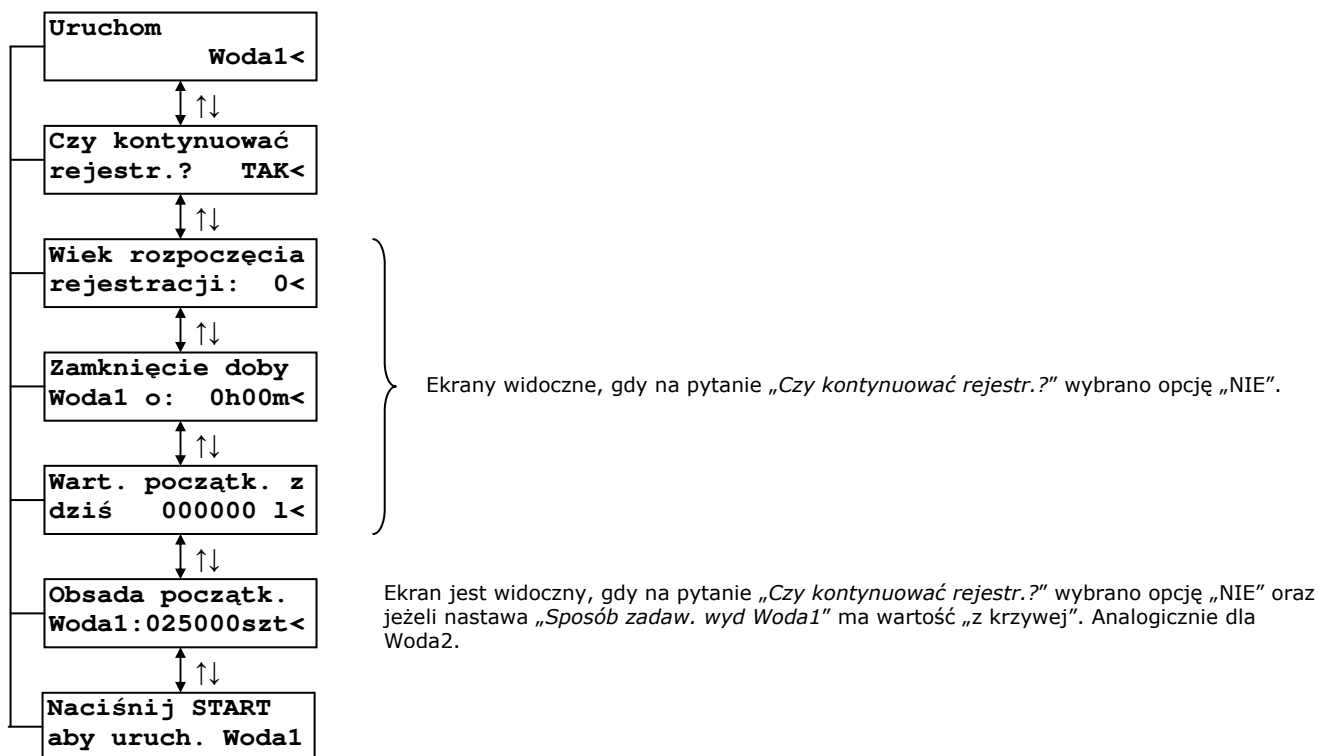 Uruchom
Woda1<
↑↓
Czy kontynuować
rejestr.? TAK<
↑↓
Wiek rozpoczęcia
rejestracji: 0<
↑↓
Zamknięcie doby
Woda1 o: 0h00m<
Ekrany widoczne, gdy na pytanie „Czy kontynuować rejestr.?” wybrano opcję „NIE”.
↑↓
Wart. początk. z
dziś 000000 l<
↑↓
Obsada początk.
Woda1:025000szt<
Ekran jest widoczny, gdy na pytanie „Czy kontynuować rejestr.?” wybrano opcję „NIE” oraz
jeżeli nastawa „Sposób zadaw. wyd Woda1” ma wartość „z krzywej”. Analogicznie dla
Woda2.
↑↓
Naciśnij START
aby uruch. Woda1